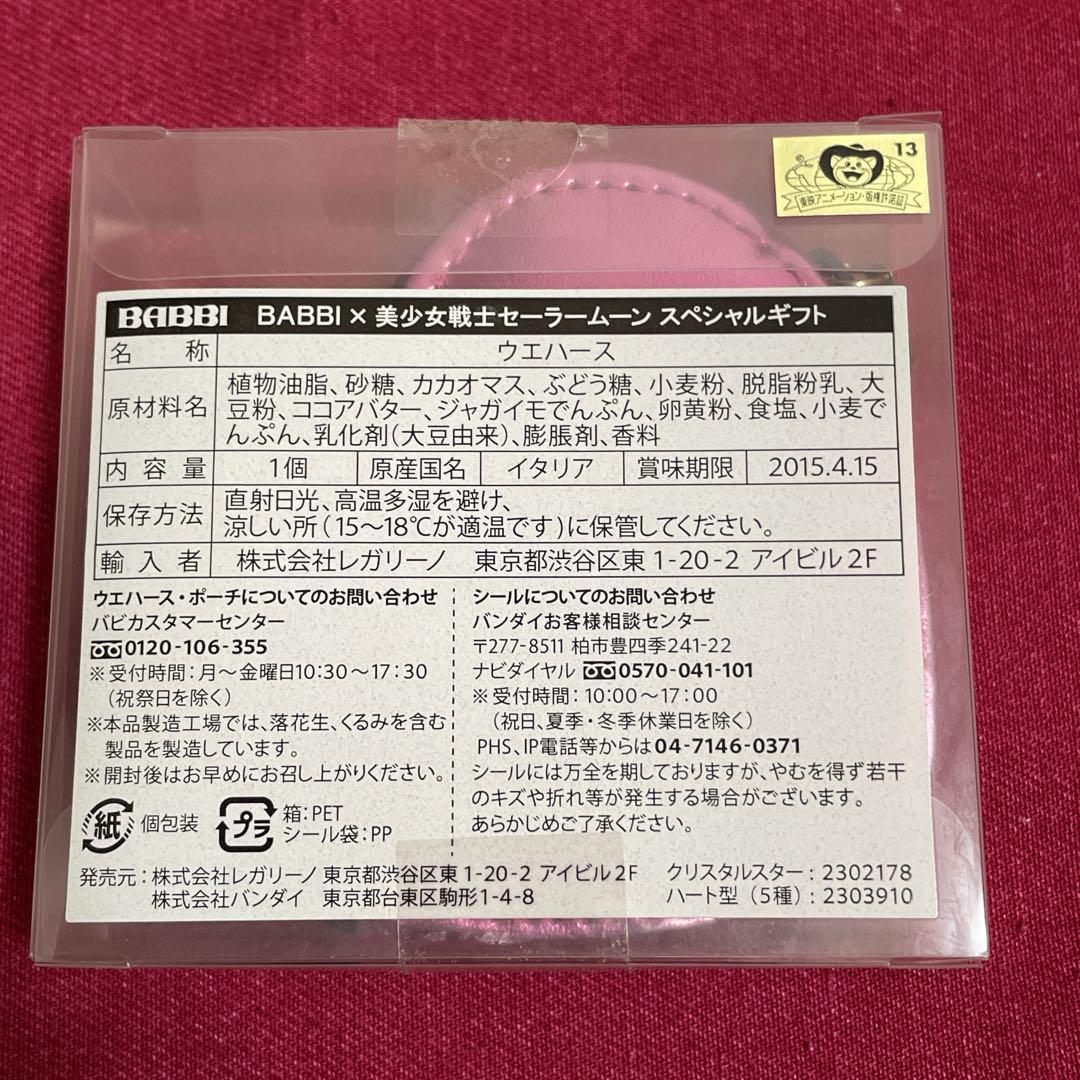 13
東映アニメーション・版権許諾証
BABBI BABBI×美少女戦士セーラームーン スペシャルギフト
名称 ウエハース
原材料名 植物油脂、砂糖、カカオマス、ぶどう糖、小麦粉、脱脂粉乳、大
豆粉、ココアバター、ジャガイモでんぷん、卵黄粉、食塩、小麦で
んぷん、乳化剤(大豆由来)、膨脹剤、香料
内容量 1個 原産国名 イタリア 賞味期限 2015.4.15
保存方法 直射日光、高温多湿を避け、
涼しい所(15〜18℃が適温です)に保管してください。
輸入者 株式会社レガリーノ 東京都渋谷区東1-20-2 アイビル2F
ウエハース・ポーチについてのお問い合わせ
バビカスタマーセンター
0120-106-355
※受付時間:月〜金曜日10:30〜17:30
(祝祭日を除く)
※本品製造工場では、落花生、くるみを含む
製品を製造しています。
※開封後はお早めにお召し上がりください。
紙 個包装 プラ 箱:PET
シール袋:PP
シールについてのお問い合わせ
バンダイお客様相談センター
〒277-8511 柏市豊四季241-22
ナビダイヤル 0570-041-101
※受付時間:10:00〜17:00
(祝日、夏季・冬季休業日を除く)
PHS、IP電話等からは04-7146-0371
シールには万全を期しておりますが、やむを得ず若干
のキズや折れ等が発生する場合がございます。
あらかじめご了承ください。
発売元:株式会社レガリーノ 東京都渋谷区東1-20-2 アイビル2F クリスタルスター:2302178
株式会社バンダイ 東京都台東区駒形1-4-8 ハート型(5種):2303910